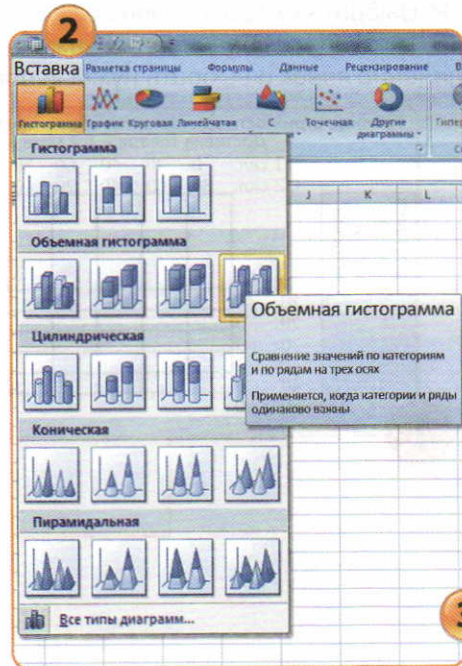 2
Вставка Разметка страницы Формулы Данные Рецензирование В
Гистограмма График Круговая Линейчатая С Точечная Другие Гипер
диаграммы
Гистограмма
J K L
Объемная гистограмма
Объемная гистограмма
Сравнение значений по категориям
и по рядам на трех осях
Применяется, когда категории и ряды
одинаково важны
Цилиндрическая
Коническая
Пирамидальная
Все типы диаграмм...